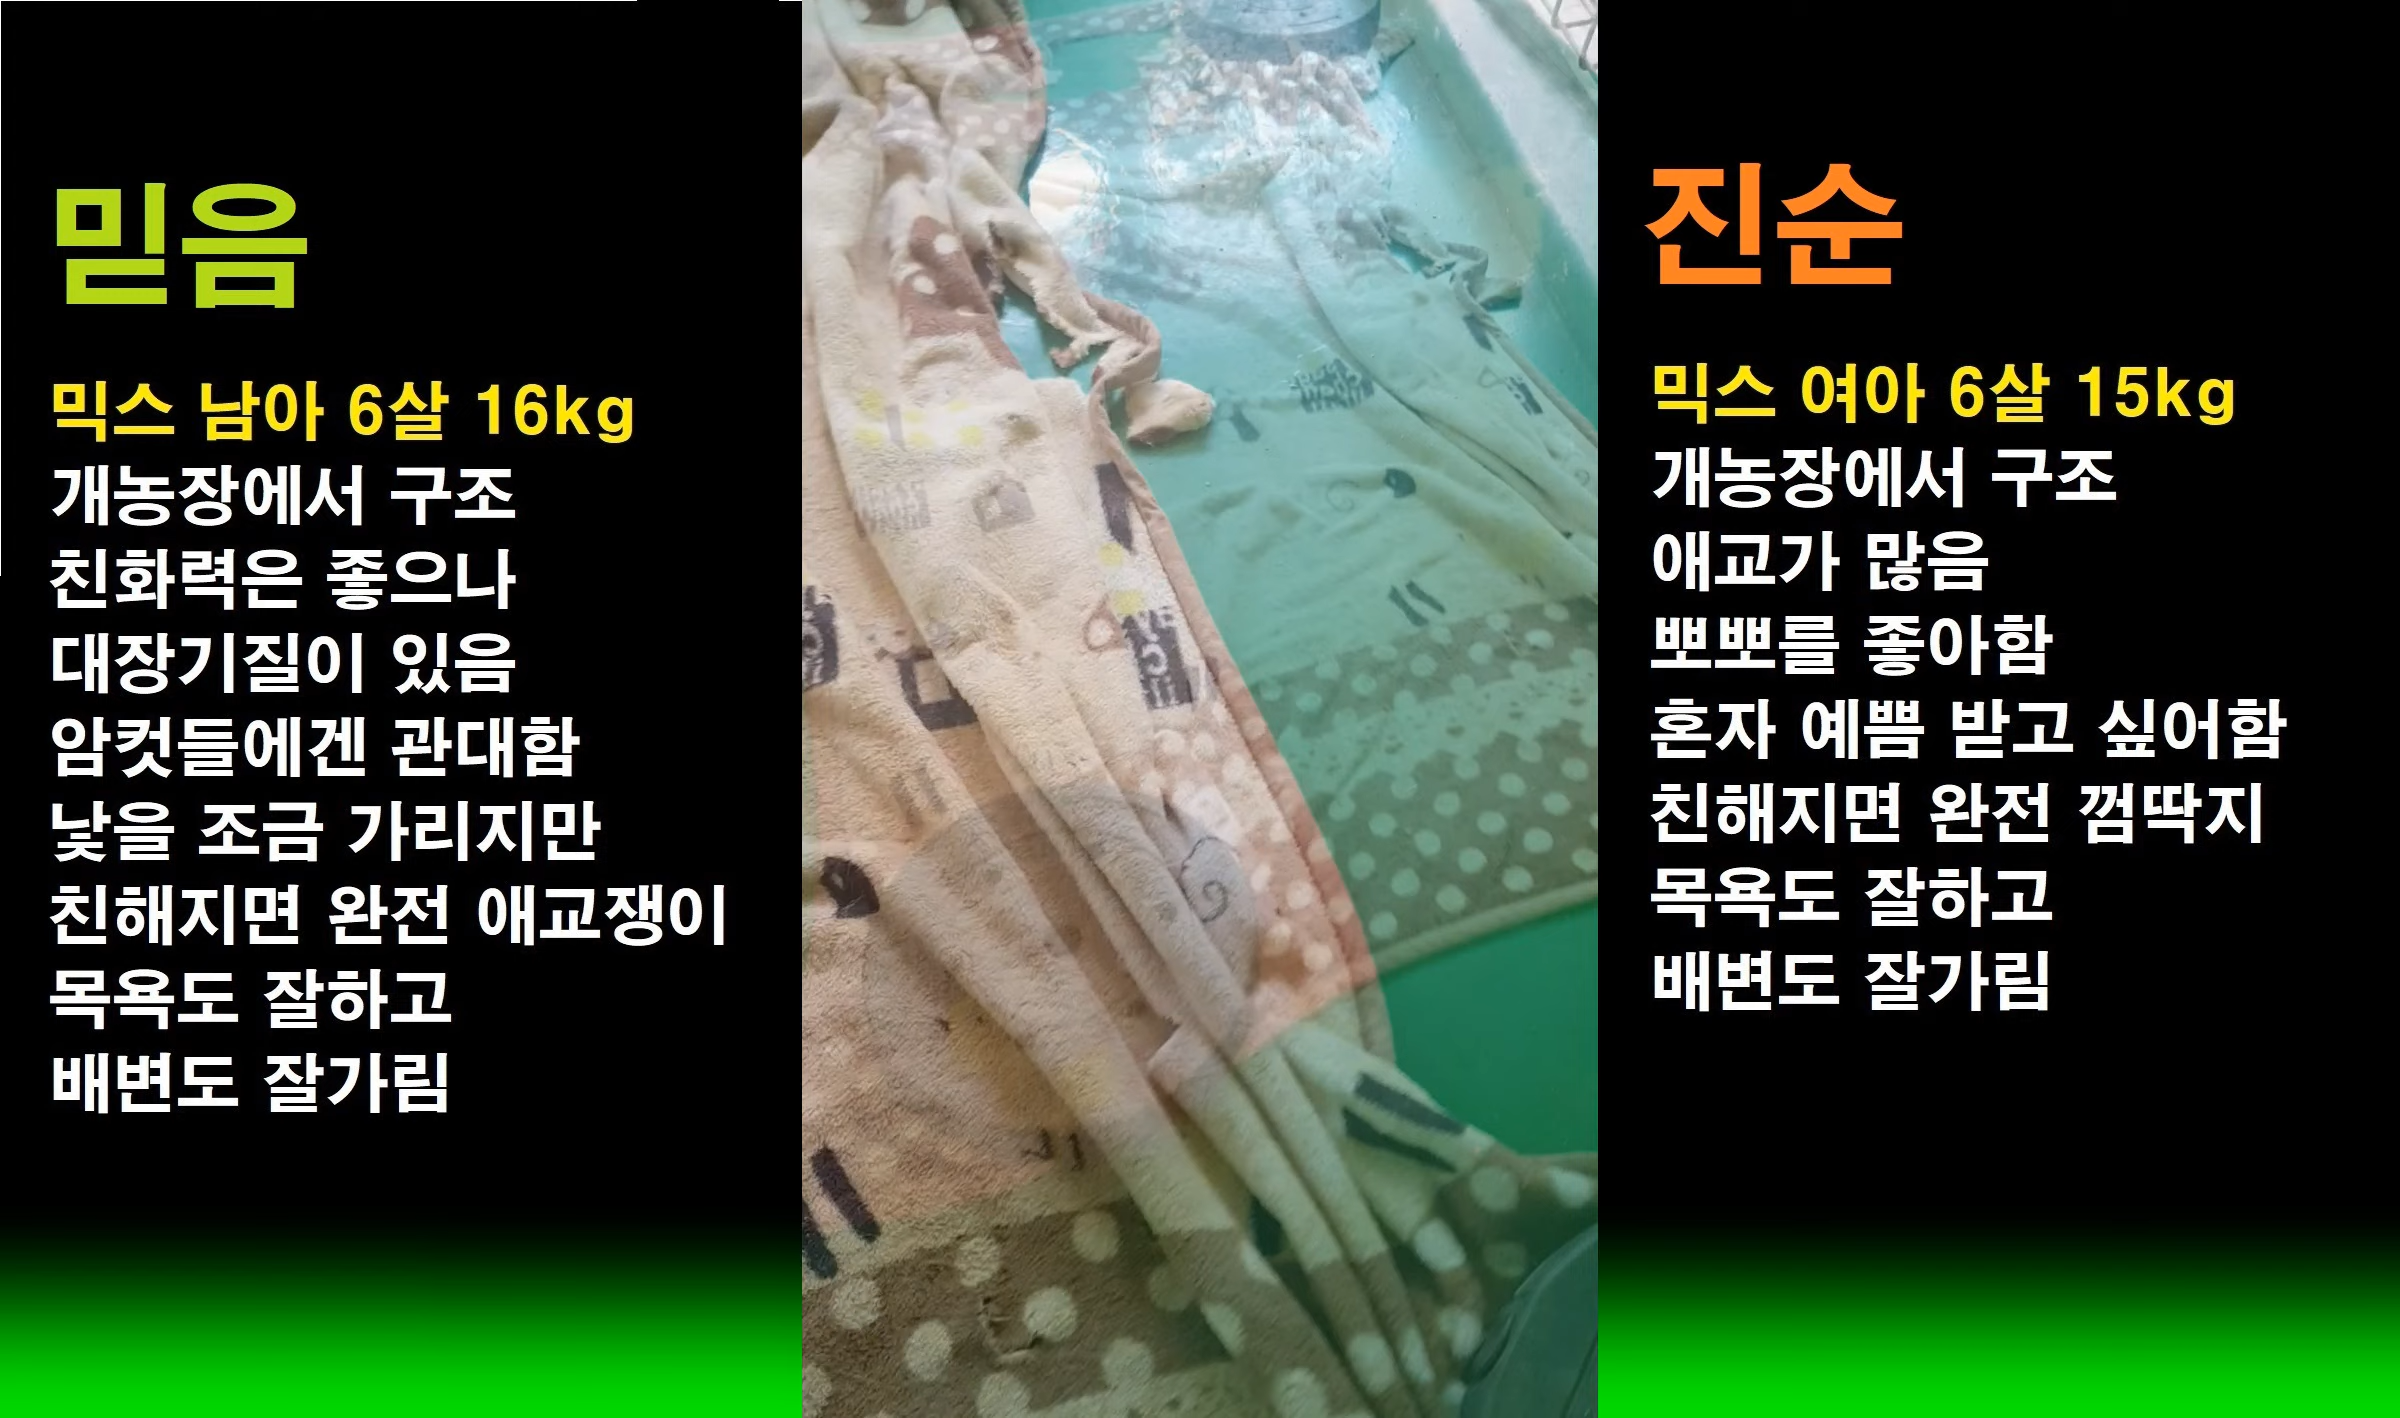 믿음
믹스 남아 6살 16kg
개농장에서 구조
친화력은 좋으나
대장기질이 있음
암컷들에겐 관대함
낯을 조금 가리지만
친해지면 완전 애교쟁이
목욕도 잘하고
배변도 잘가림
진순
믹스 여아 6살 15kg
개농장에서 구조
애교가 많음
뽀뽀를 좋아함
혼자 예쁨 받고 싶어함
친해지면 완전 껌딱지
목욕도 잘하고
배변도 잘가림